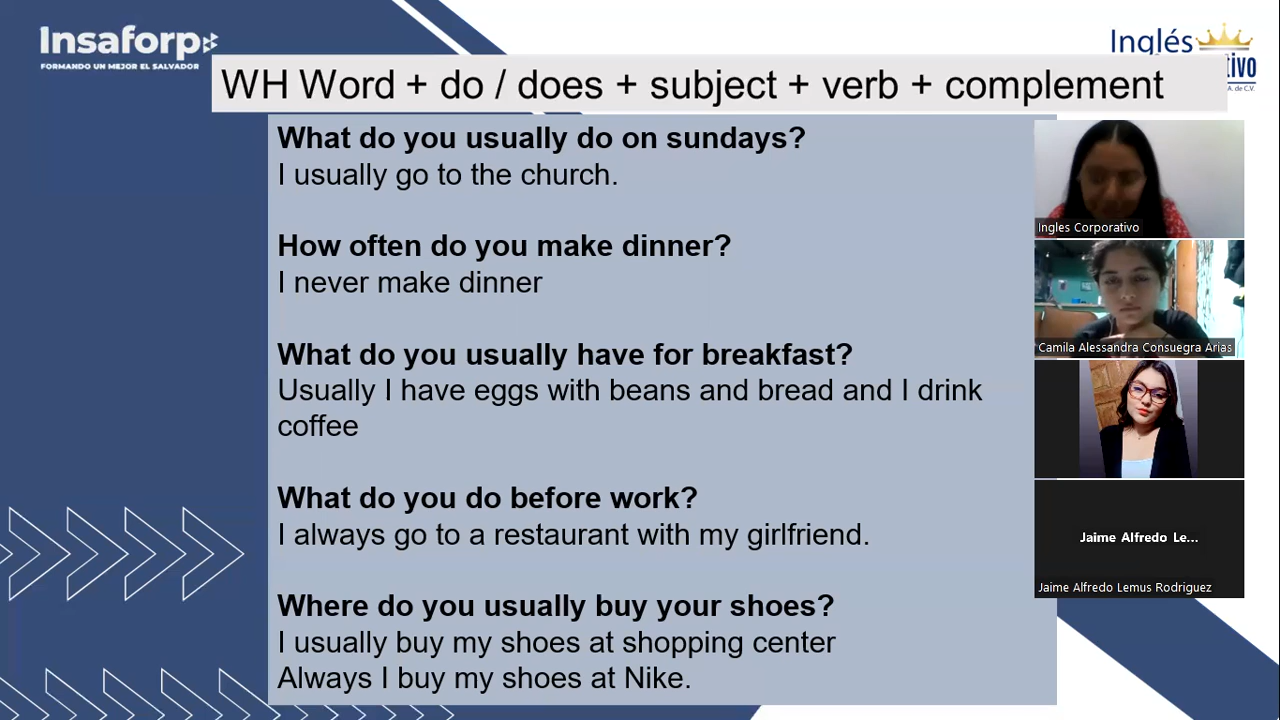 Insaforp
FORMANDO UN MEJOR EL SALVADOR
Inglés
tivo
A. de C.V.
WH Word + do / does + subject + verb + complement
What do you usually do on sundays?
I usually go to the church.
How often do you make dinner?
I never make dinner
What do you usually have for breakfast?
Usually I have eggs with beans and bread and I drink
coffee
What do you do before work?
I always go to a restaurant with my girlfriend.
Where do you usually buy your shoes?
I usually buy my shoes at shopping center
Always I buy my shoes at Nike.
Ingles Corporativo
Camila Alessandra Consuegra Arias
Jaime Alfredo Le...
Jaime Alfredo Lemus Rodriguez